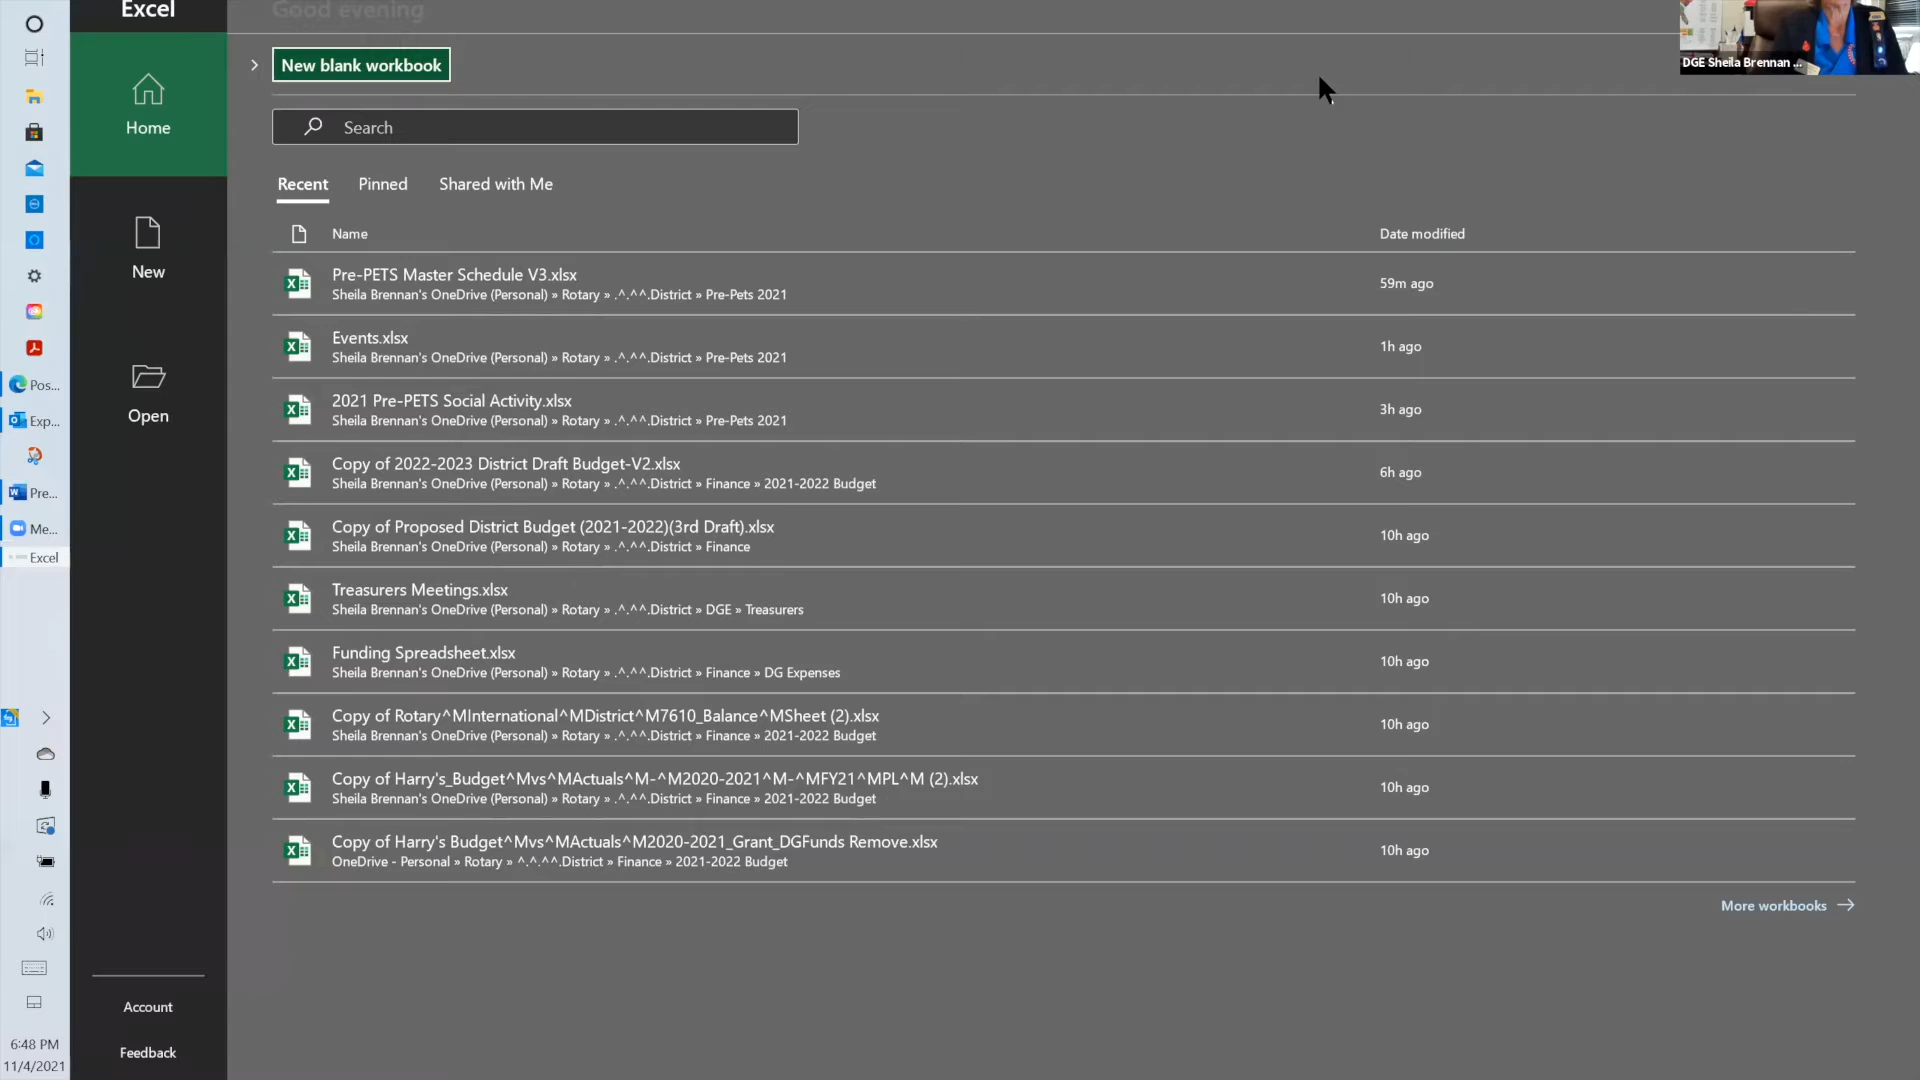 Excel
Good evening
New blank workbook
DGE Sheila Brennan ...
Home
Search
Recent
Pinned
Shared with Me
Name
Date modified
New
Pre-PETS Master Schedule V3.xlsx
Sheila Brennan's OneDrive (Personal) » Rotary » .^.^^.District » Pre-Pets 2021
59m ago
Events.xlsx
Sheila Brennan's OneDrive (Personal) » Rotary » .^.^^.District » Pre-Pets 2021
1h ago
Open
2021 Pre-PETS Social Activity.xlsx
Sheila Brennan's OneDrive (Personal) » Rotary » .^.^^.District » Pre-Pets 2021
3h ago
Pos...
Exp...
Pre...
Me...
Excel
Copy of 2022-2023 District Draft Budget-V2.xlsx
Sheila Brennan's OneDrive (Personal) » Rotary » .^.^^.District » Finance » 2021-2022 Budget
6h ago
Copy of Proposed District Budget (2021-2022)(3rd Draft).xlsx
Sheila Brennan's OneDrive (Personal) » Rotary » .^.^^.District » Finance
10h ago
Treasurers Meetings.xlsx
Sheila Brennan's OneDrive (Personal) » Rotary » .^.^^.District » DGE » Treasurers
10h ago
Funding Spreadsheet.xlsx
Sheila Brennan's OneDrive (Personal) » Rotary » .^.^^.District » Finance » DG Expenses
10h ago
Copy of Rotary^MInternational^MDistrict^M7610_Balance^MSheet (2).xlsx
Sheila Brennan's OneDrive (Personal) » Rotary » .^.^^.District » Finance » 2021-2022 Budget
10h ago
Copy of Harry's_Budget^Mvs^MActuals^M-^M2020-2021^M-^MFY21^MPL^M (2).xlsx
Sheila Brennan's OneDrive (Personal) » Rotary » .^.^^.District » Finance » 2021-2022 Budget
10h ago
Copy of Harry's Budget^Mvs^MActuals^M2020-2021_Grant_DGFunds Remove.xlsx
OneDrive - Personal » Rotary » ^.^.^^.District » Finance » 2021-2022 Budget
10h ago
More workbooks
Account
Feedback
6:48 PM
11/4/2021